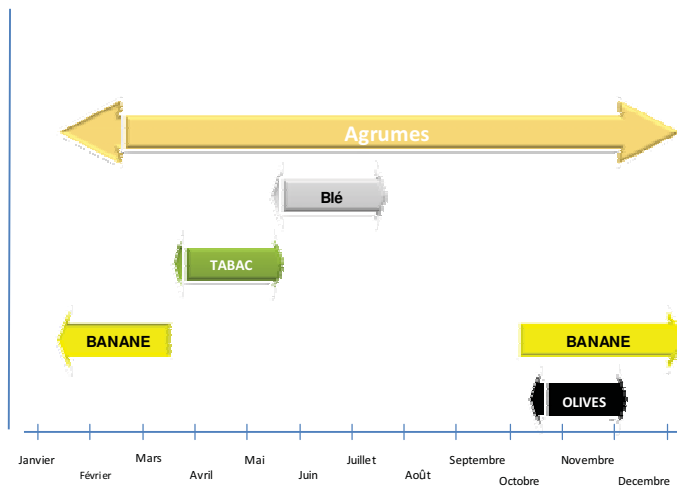 Agrumes
Blé
TABAC
BANANE
BANANE
OLIVES
Janvier
Février
Mars
Avril
Mai
Juin
Juillet
Août
Septembre
Octobre
Novembre
Decembre